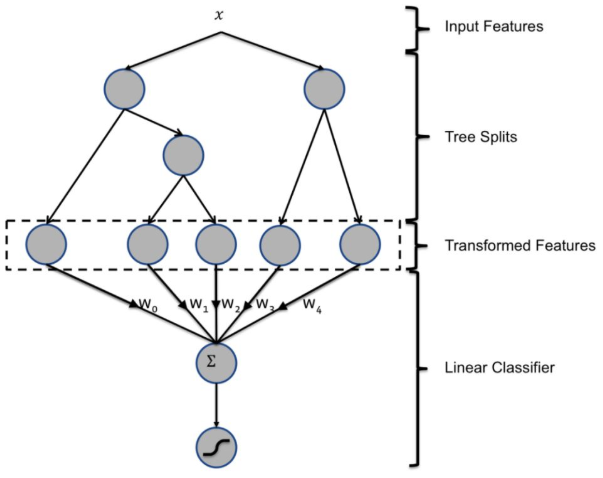 x
Input Features
Tree Splits
Transformed Features
W₀ W₁ W₂ W₃ W₄
Σ
Linear Classifier